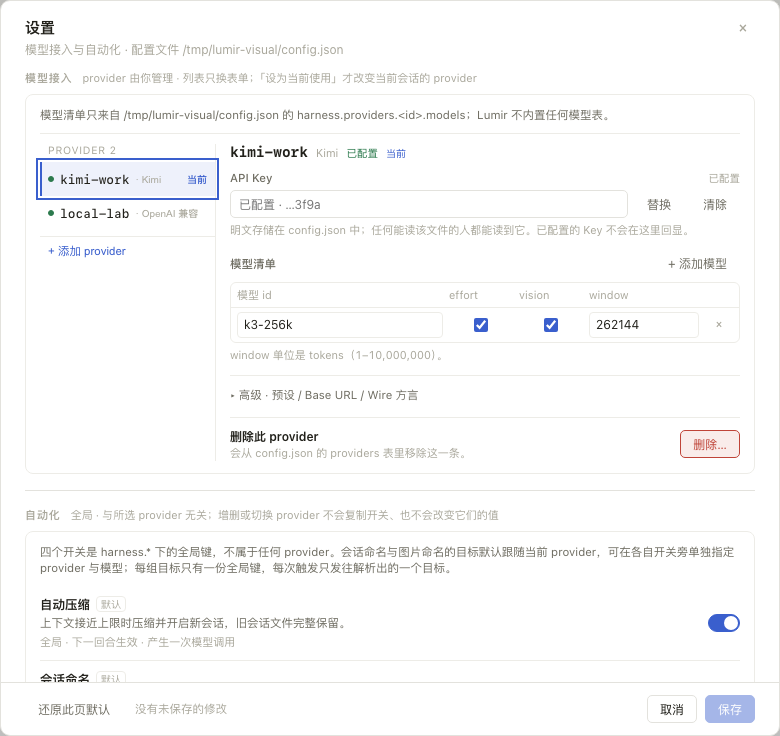 设置
×
模型接入与自动化 · 配置文件 /tmp/lumir-visual/config.json
模型接入 provider 由你管理 · 列表只换表单；「设为当前使用」才改变当前会话的 provider
模型清单只来自 /tmp/lumir-visual/config.json 的 harness.providers.<id>.models；Lumir 不内置任何模型表。
PROVIDER 2
kimi-work · Kimi 当前
local-lab · OpenAI 兼容
+ 添加 provider
kimi-work Kimi 已配置 当前
API Key 已配置
已配置 · …3f9a 替换 清除
明文存储在 config.json 中；任何能读该文件的人都能读到它。已配置的 Key 不会在这里回显。
模型清单 + 添加模型
模型 id effort vision window
k3-256k 262144 ×
window 单位是 tokens（1–10,000,000）。
▸ 高级 · 预设 / Base URL / Wire 方言
删除此 provider
会从 config.json 的 providers 表里移除这一条。
删除…
自动化 全局 · 与所选 provider 无关；增删或切换 provider 不会复制开关、也不会改变它们的值
四个开关是 harness.* 下的全局键，不属于任何 provider。会话命名与图片命名的目标默认跟随当前 provider，可在各自开关旁单独指定
provider 与模型；每组目标只有一份全局键，每次触发只发往解析出的一个目标。
自动压缩 默认
上下文接近上限时压缩并开启新会话，旧会话文件完整保留。
全局 · 下一回合生效 · 产生一次模型调用
会话命名 默认
还原此页默认 没有未保存的修改 取消 保存